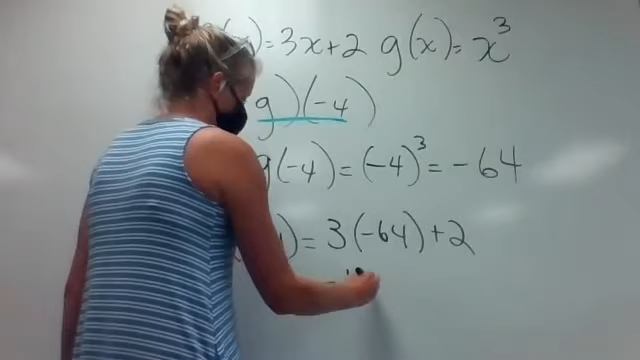 )=3x+2 g(x)=x³
g)(-4)
g(-4)=(-4)³=-64
)=3(-64)+2
-